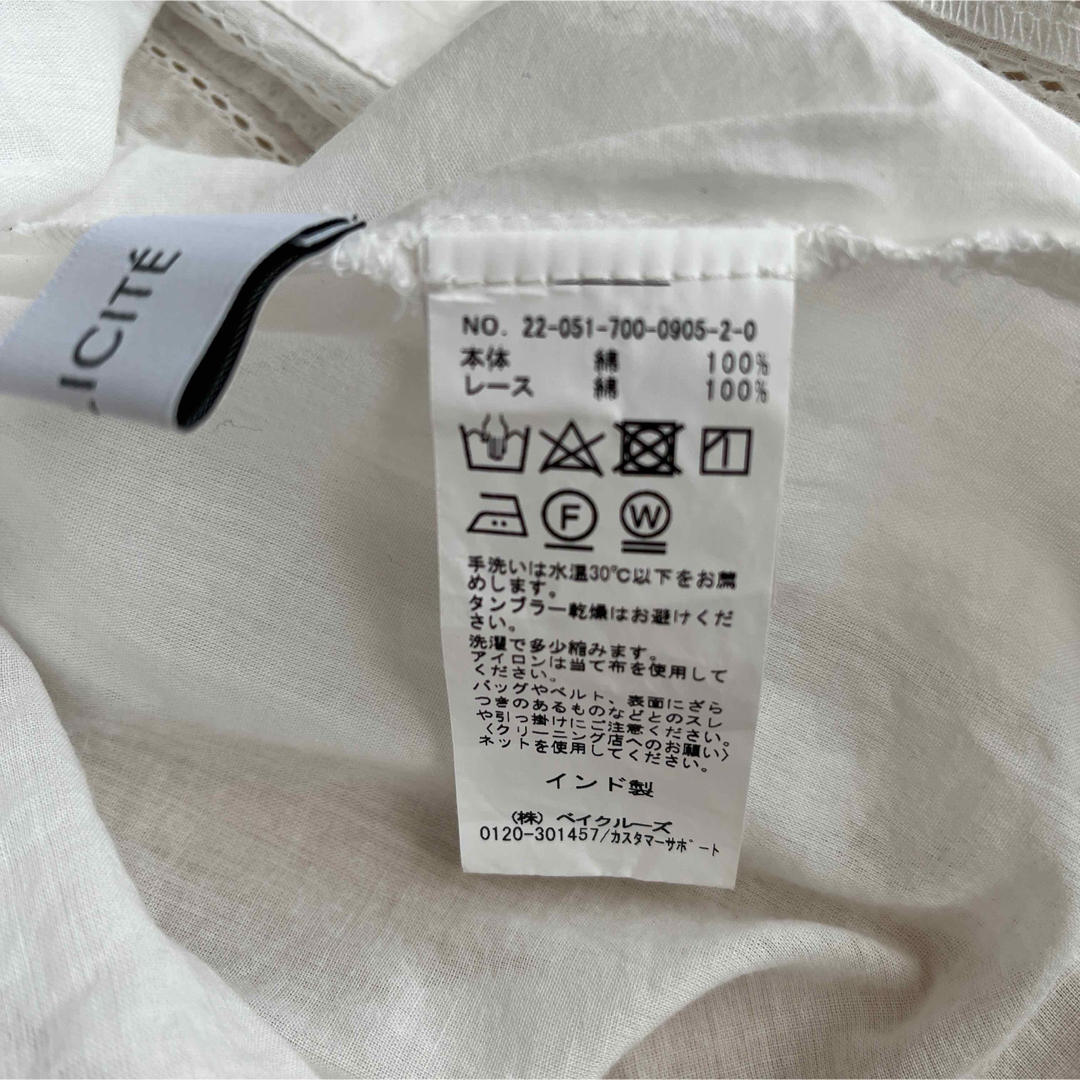 ICITÉ
NO. 22-051-700-0905-2-0
本体 綿 100%
レース 綿 100%
F W
手洗いは水温30℃以下をお薦
めします。
タンブラー乾燥はお避けくだ
さい。
洗濯で多少縮みます。
アイロンは当て布を使用して
ください。
バッグやベルト、表面にざら
つきのあるものなどとのスレ
や引っ掛けにご注意ください。
〈クリーニング店へのお願い〉
ネットを使用してください。
インド製
(株)ベイクルーズ
0120-301457/カスタマーサポート